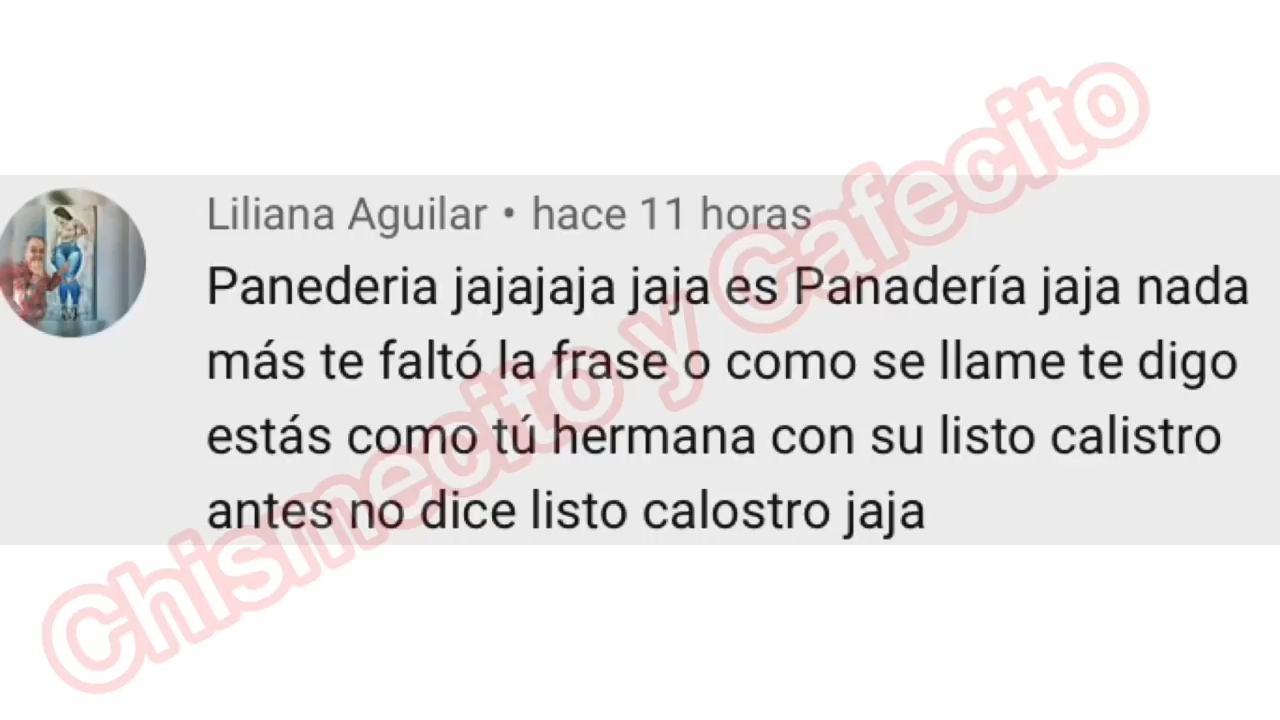 Liliana Aguilar • hace 11 horas
Panederia jajajaja jaja es Panadería jaja nada
más te faltó la frase o como se llame te digo
estás como tú hermana con su listo calistro
antes no dice listo calostro jaja
Chismecito y Cafecito